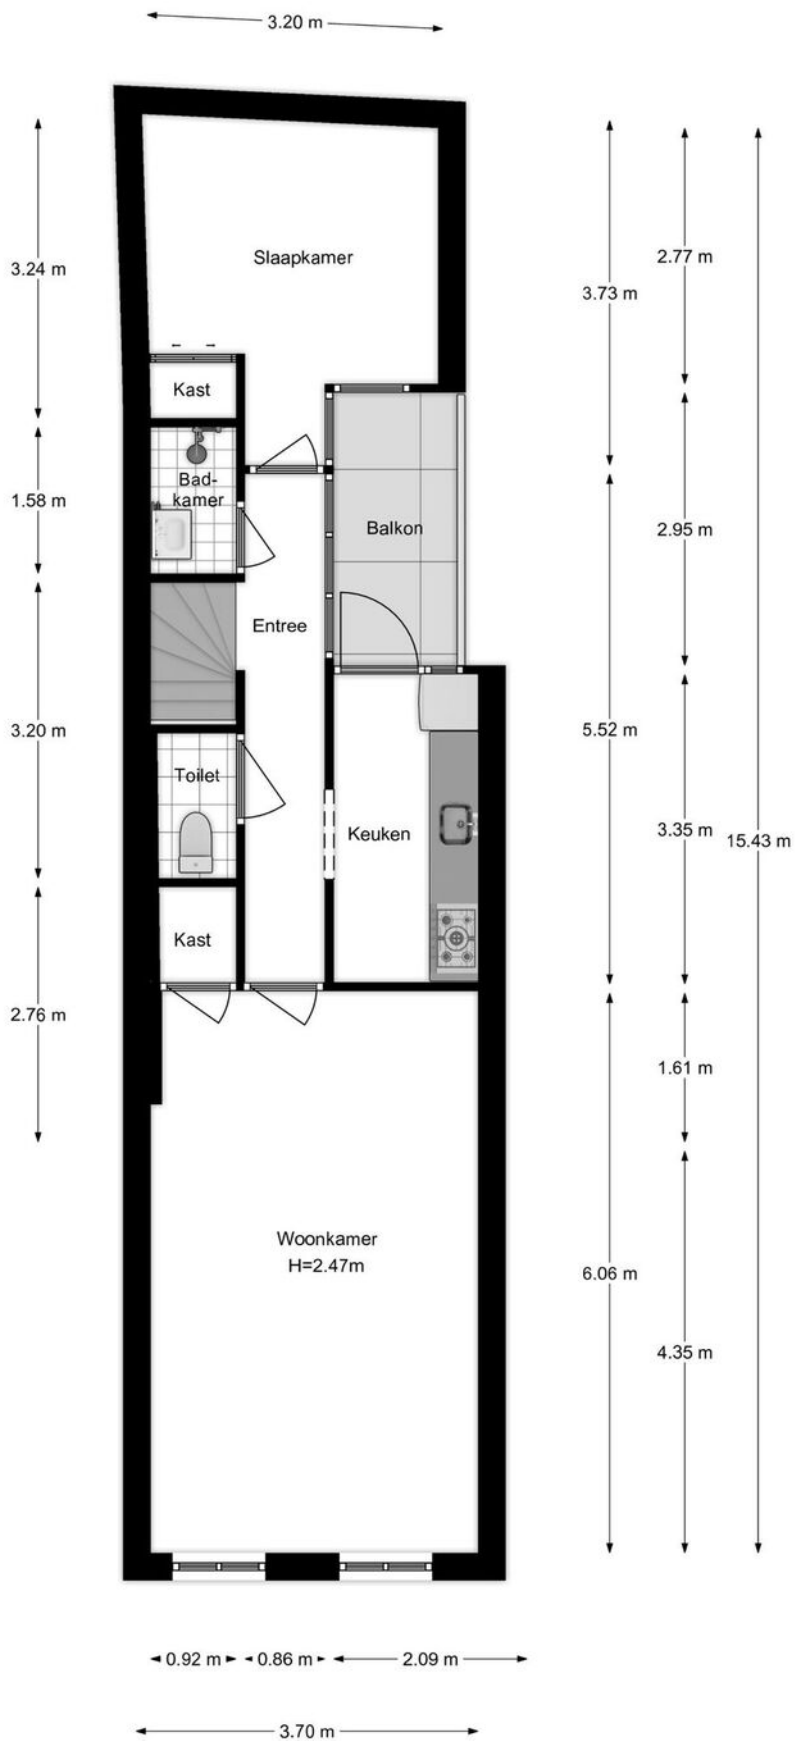 3.20 m
Slaapkamer
3.24 m
2.77 m
3.73 m
Kast
Bad-
kamer
1.58 m
Balkon
2.95 m
Entree
3.20 m
5.52 m
Toilet
Keuken
3.35 m
15.43 m
Kast
2.76 m
1.61 m
Woonkamer
H=2.47m
6.06 m
4.35 m
0.92 m
0.86 m
2.09 m
3.70 m